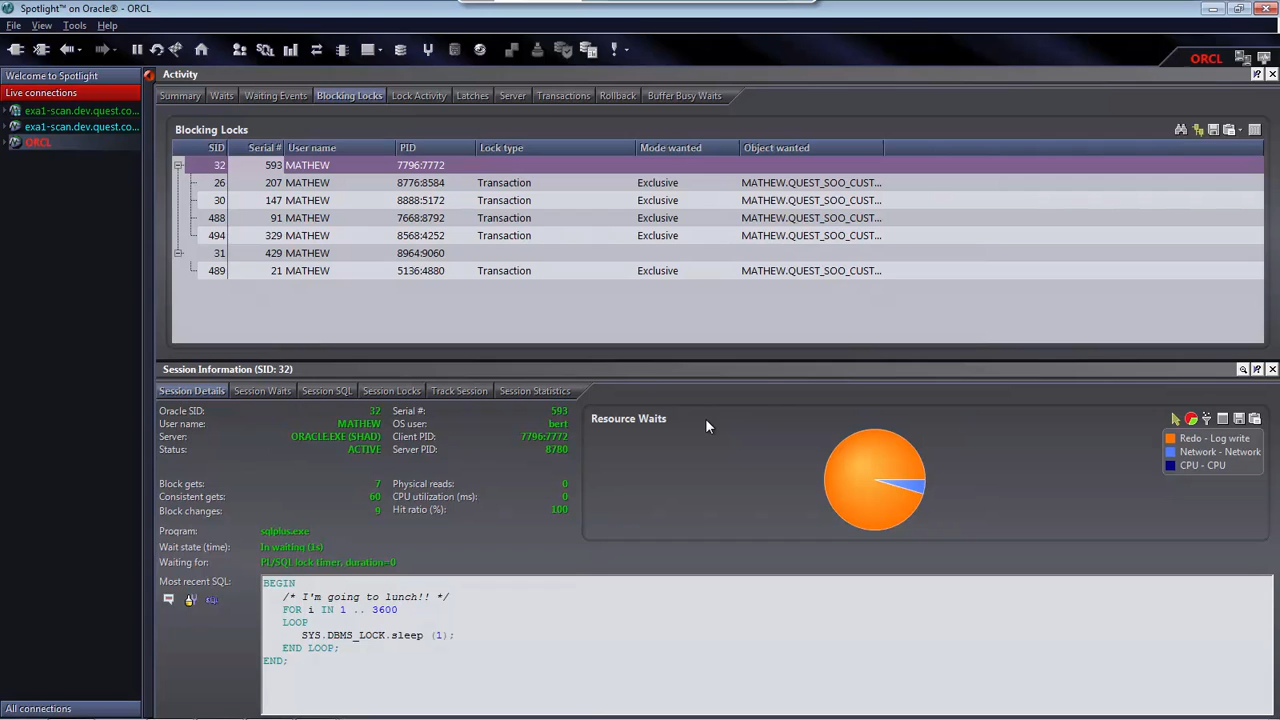 Spotlight™ on Oracle® - ORCL
File View Tools Help
ORCL
Welcome to Spotlight
Live connections
exa1-scan.dev.quest.co...
exa1-scan.dev.quest.co...
ORCL
All connections
Activity
Summary Waits Waiting Events Blocking Locks Lock Activity Latches Server Transactions Rollback Buffer Busy Waits
Blocking Locks
SID Serial # User name PID Lock type Mode wanted Object wanted
32 593 MATHEW 7796:7772
26 207 MATHEW 8776:8584 Transaction Exclusive MATHEW.QUEST_SOO_CUST...
30 147 MATHEW 8888:5172 Transaction Exclusive MATHEW.QUEST_SOO_CUST...
488 91 MATHEW 7668:8792 Transaction Exclusive MATHEW.QUEST_SOO_CUST...
494 329 MATHEW 8568:4252 Transaction Exclusive MATHEW.QUEST_SOO_CUST...
31 429 MATHEW 8964:9060
489 21 MATHEW 5136:4880 Transaction Exclusive MATHEW.QUEST_SOO_CUST...
Session Information (SID: 32)
Session Details Session Waits Session SQL Session Locks Track Session Session Statistics
Oracle SID: 32 Serial #: 593
User name: MATHEW OS user: bert
Server: ORACLE.EXE (SHAD) Client PID: 7796:7772
Status: ACTIVE Server PID: 8780
Block gets: 7 Physical reads: 0
Consistent gets: 60 CPU utilization (ms): 0
Block changes: 9 Hit ratio (%): 100
Program: sqlplus.exe
Wait state (time): In waiting (1s)
Waiting for: Pl/SQL lock timer, duration=0
Most recent SQL:
SQL
Resource Waits
Redo - Log write
Network - Network
CPU - CPU
BEGIN
/* I'm going to lunch!! */
FOR i IN 1 .. 3600
LOOP
SYS.DBMS_LOCK.sleep (1);
END LOOP;
END;